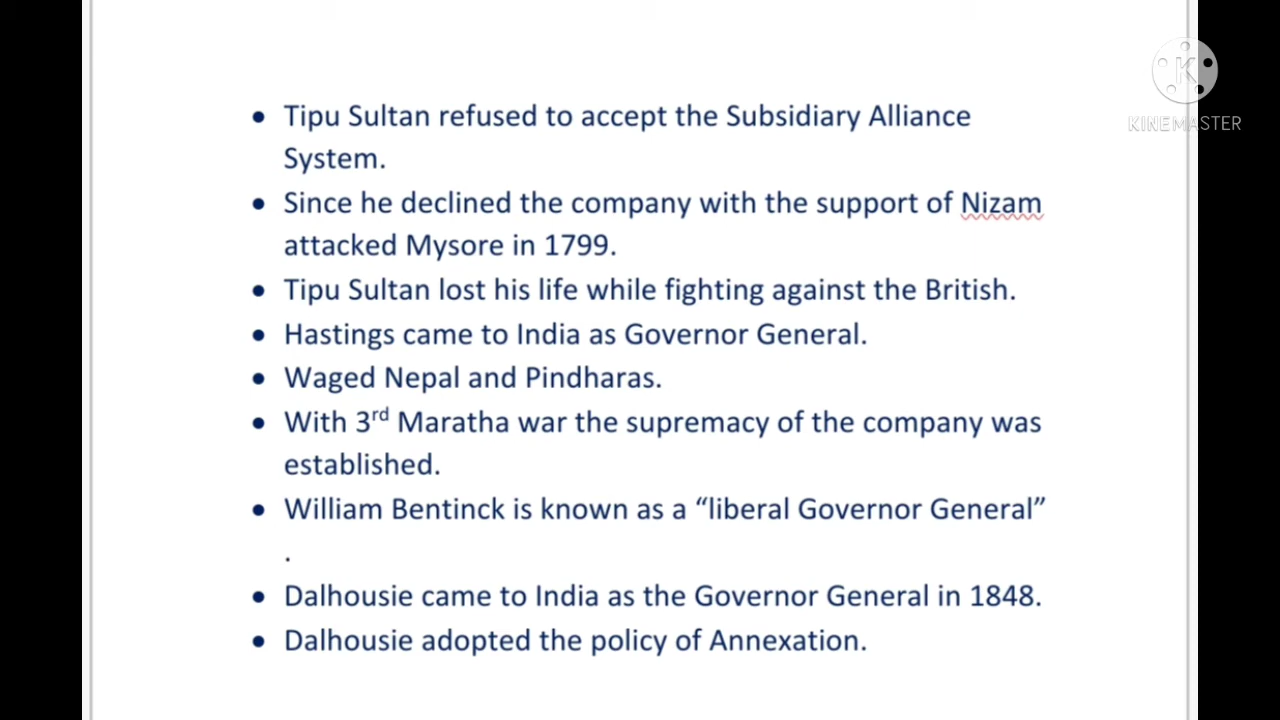 • Tipu Sultan refused to accept the Subsidiary Alliance
System.
• Since he declined the company with the support of Nizam
attacked Mysore in 1799.
• Tipu Sultan lost his life while fighting against the British.
• Hastings came to India as Governor General.
• Waged Nepal and Pindharas.
• With 3rd Maratha war the supremacy of the company was
established.
• William Bentinck is known as a “liberal Governor General”
.
• Dalhousie came to India as the Governor General in 1848.
• Dalhousie adopted the policy of Annexation.
K
KINEMASTER